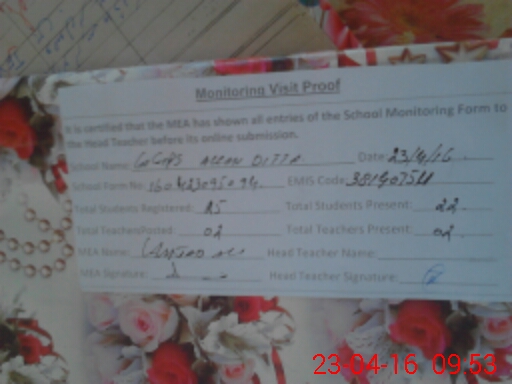 Monitoring Visit Proof
It is certified that the MEA has shown all entries of the School Monitoring Form to
the Head Teacher before its online submission.
School Name: DITTA Date: 23/4/16
School Form No: EMIS Code:
Total Students Registered: 25 Total Students Present: 22
Total Teachers Posted: 02 Total Teachers Present: 02
MEA Name: Head Teacher Name:
MEA Signature: Head Teacher Signature:
23-04-16 09:53